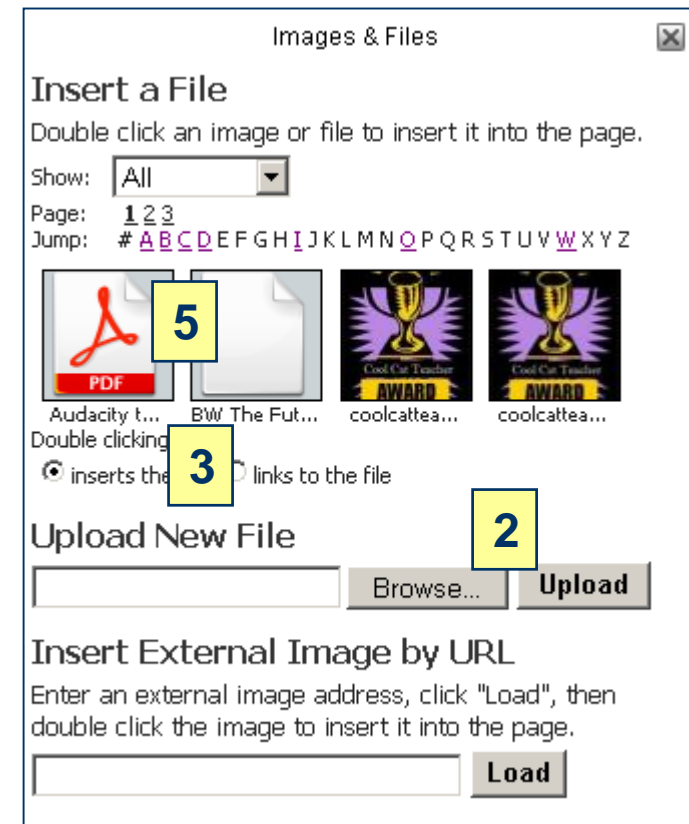 Images & Files
Insert a File
Double click an image or file to insert it into the page.
Show: All
Page: 1 2 3
Jump: # A B C D E F G H I J K L M N O P Q R S T U V W X Y Z
5
PDF
Cool Cat Teacher
AWARD
Cool Cat Teacher
AWARD
Audacity t... BW The Fut... coolcattea... coolcattea...
Double clicking
inserts the 3 links to the file
2
Upload New File
Browse... Upload
Insert External Image by URL
Enter an external image address, click "Load", then
double click the image to insert it into the page.
Load